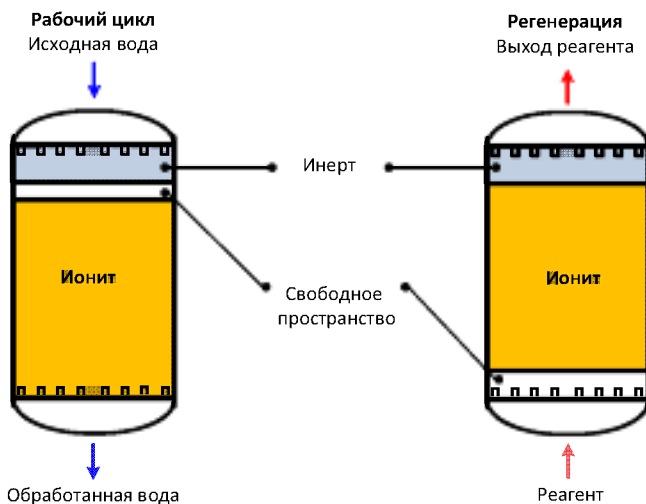 Рабочий цикл
Исходная вода
Регенерация
Выход реагента
Инерт
Ионит
Ионит
Свободное
пространство
Обработанная вода
Реагент